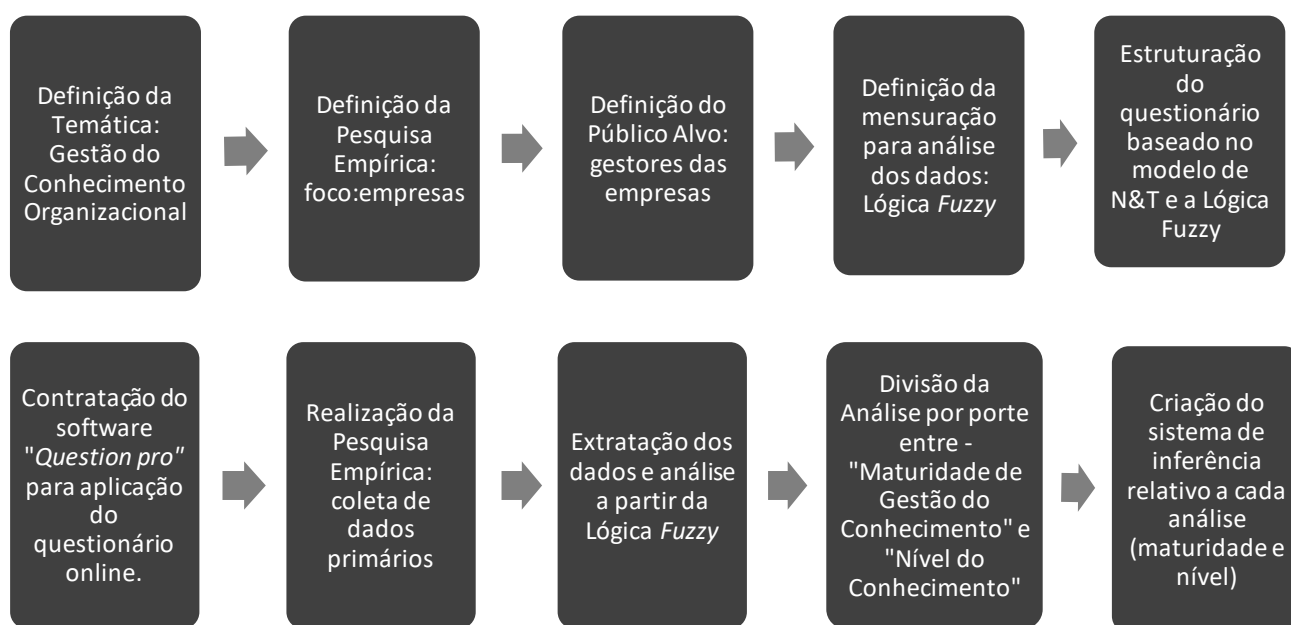 Definição da
Temática:
Gestão do
Conhecimento
Organizacional
Definição da
Pesquisa
Empírica:
foco:empresas
Definição do
Público Alvo:
gestores das
empresas
Definição da
mensuração
para análise
dos dados:
Lógica Fuzzy
Estruturação
do
questionário
baseado no
modelo de
N&T e a Lógica
Fuzzy
Contratação do
software
"Question pro"
para aplicação
do
questionário
online.
Realização da
Pesquisa
Empírica:
coleta de
dados
primários
Extratação dos
dados e análise
a partir da
Lógica Fuzzy
Divisão da
Análise por porte
entre -
"Maturidade de
Gestão do
Conhecimento" e
"Nível do
Conhecimento"
Criação do
sistema de
inferência
relativo a cada
análise
(maturidade e
nível)